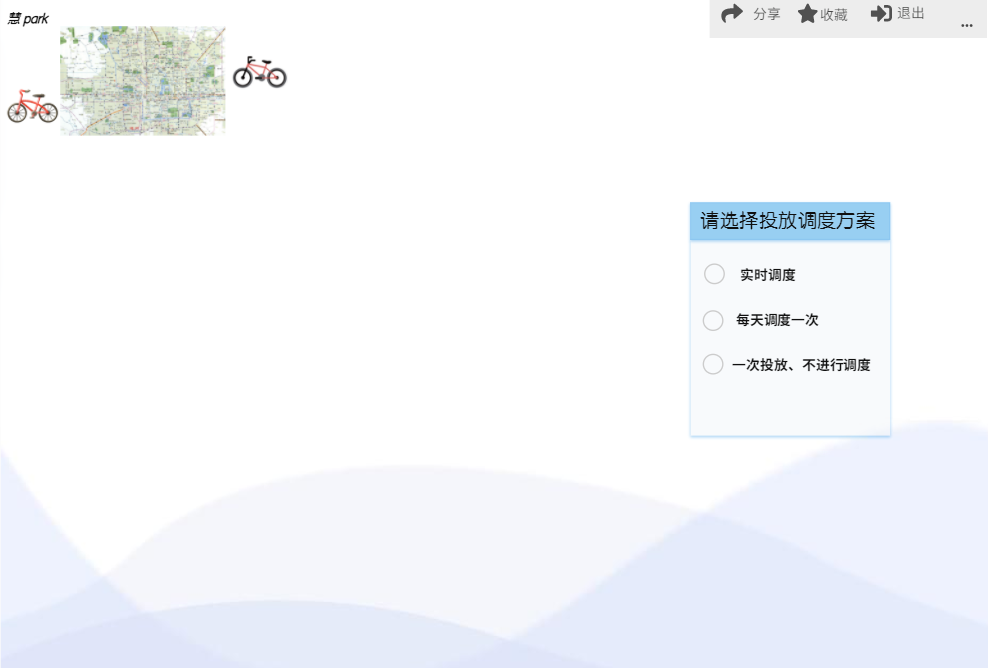 慧 park
分享
收藏
退出
...
请选择投放调度方案
实时调度
每天调度一次
一次投放、不进行调度